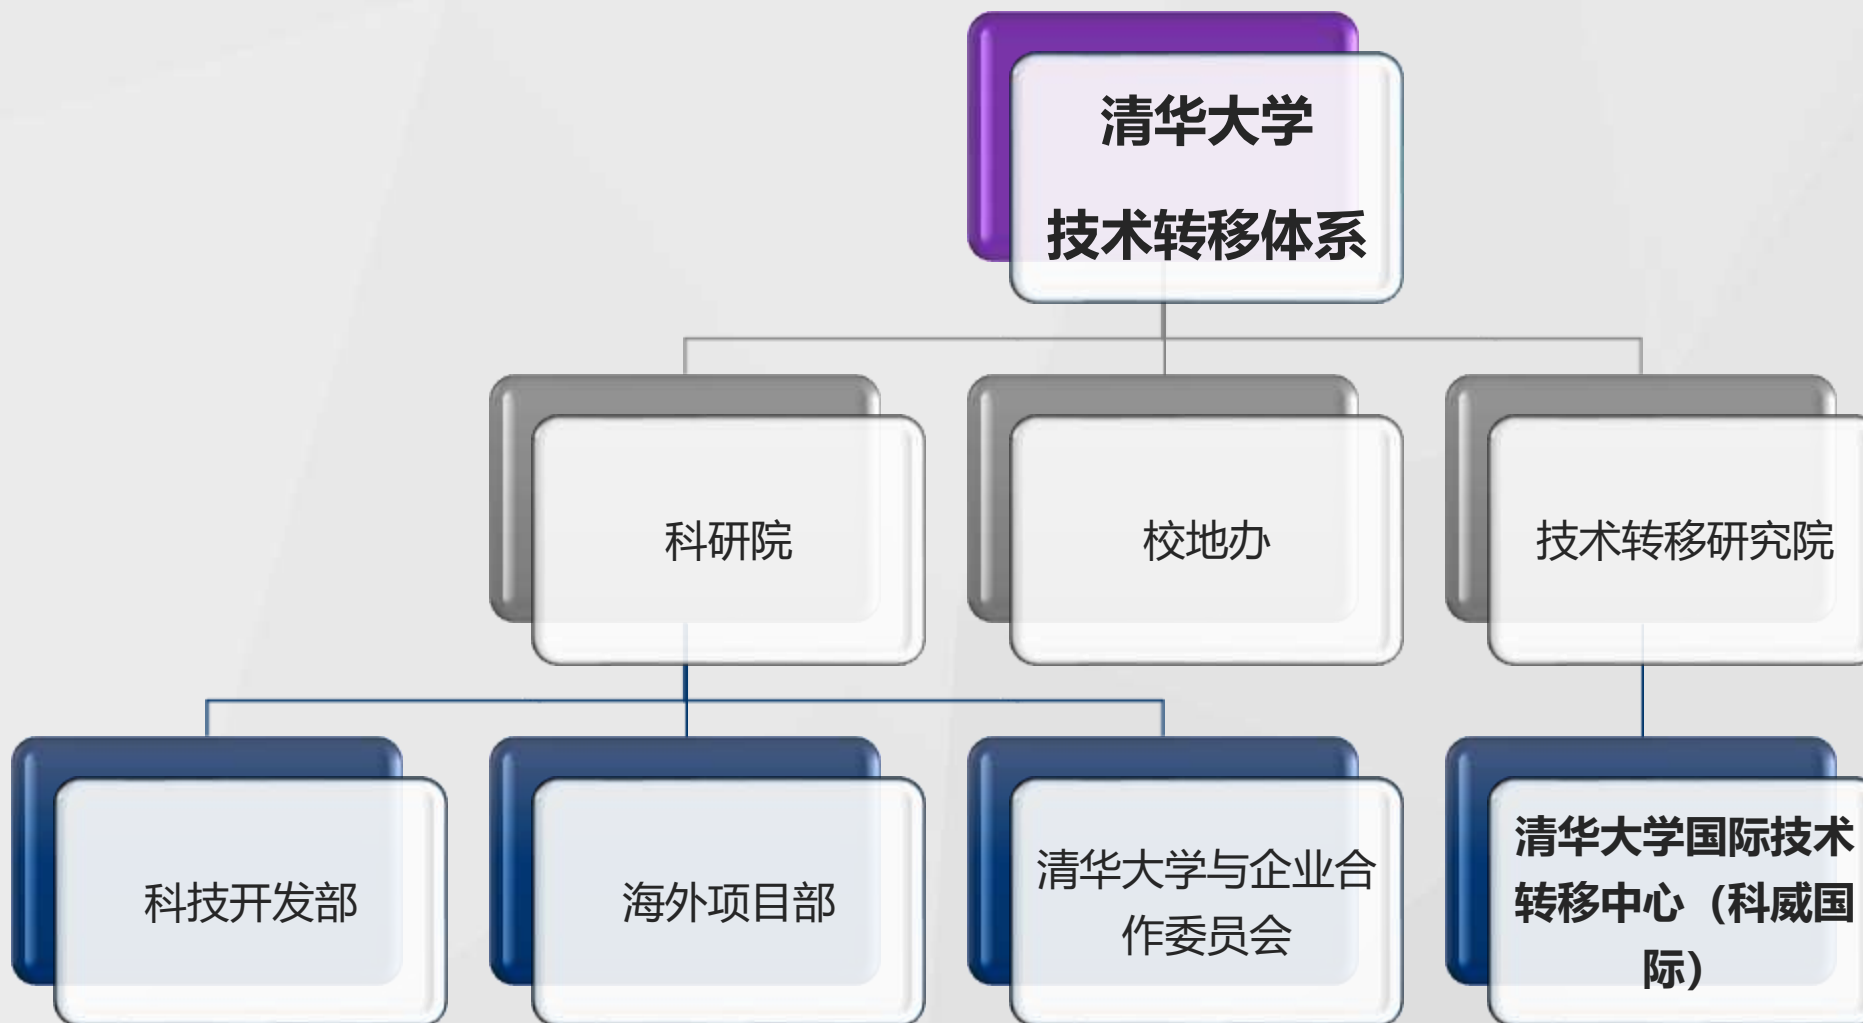 清华大学
技术转移体系
科研院
校地办
技术转移研究院
科技开发部
海外项目部
清华大学与企业合
作委员会
清华大学国际技术
转移中心（科威国
际）